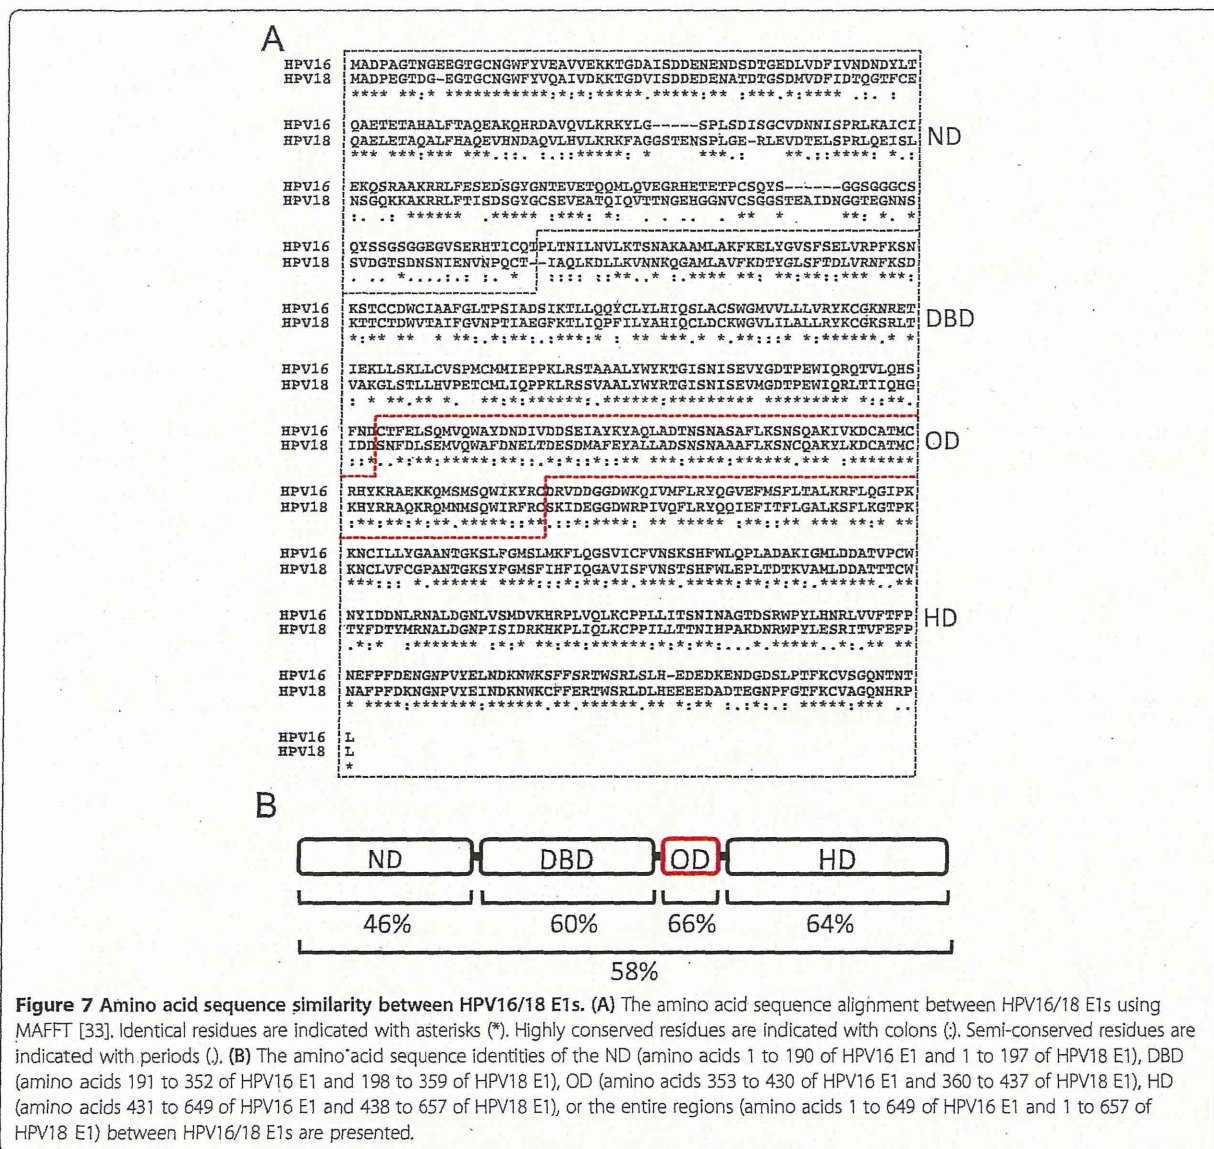 A
HPV16 MADPAGTNGEEGTGCNGWFYVEAVVEKKTGDAISDDENENDSDTGEDLVDFIVNDNDYLT
HPV18 MADPEGTDG-EGTGCNGWFYVQAIVDKKTGDVISDDEDENATDTGSDMVDFIDTQGTFCE
**** **:* ***********:*:*:*****.*****:** :***.*:**** .:. :
HPV16 QAETETAHALFTAQEAKQHRDAVQVLKRKYLG-----SPLSDISGCVDNNISPRLKAICI
HPV18 QAELETAQALFHAQEVHNDAQVLHVLKRKFAGGSTENSPLGE-RLEVDTELSPRLQEISL
*** ***:*** ***.::. :.::*****: * ***.: **.::****: *.:
ND
HPV16 EKQSRAAKRRLFESEDSGYGNTEVETQQMLQVEGRHETETPCSQYS------GGSGGGCS
HPV18 NSGQKKAKRRLFTISDSGYGCSEVEATQIQVTTNGEHGGNVCSGGSTEAIDNGGTEGNNS
:. .: ****** .***** :***: *: . . .. ** * **: *. *
HPV16 QYSSGSGGEGVSERHTICQTPLTNILNVLKTSNAKAAMLAKFKELYGVSFSELVRPFKSN
HPV18 SVDGTSDNSNIENVNPQCT--IAQLKDLLKVNNKQGAMLAVFKDTYGLSFTDLVRNFKSD
. .. *....:.: :. * :::: ::**..* :.**** **: **:**::*** ***:
HPV16 KSTCCDWCIAAFGLTPSIADSIKTLLQQYCLYLHIQSLACSWGMVVLLLVRYKCGKNRET
HPV18 KTTCTDWVTAIFGVNPTIAEGFKTLIQPFILYAHIQCLDCKWGVLILALLRYKCGKSRLT
*:** ** * **:.*:**:.:***:* : ** ***.* *.**:::* *:******.* *
DBD
HPV16 IEKLLSKLLCVSPMCMMIEPPKLRSTAAALYWYKTGISNISEVYGDTPEWIQRQTVLQHS
HPV18 VAKGLSTLLHVPETCMLIQPPKLRSSVAALYWYRTGISNISEVMGDTPEWIQRLTIIQHG
: * **.** *. **:*:******:.******:********* ********* *::**.
HPV16 FNDCTFELSQMVQWAYDNDIVDDSEIAYKYAQLADTNSNASAFLKSNSQAKIVKDCATMC
HPV18 IDDSNFDLSEMVQWAFDNELTDESDMAFEYALLADSNSNAAAFLKSNCQAKYLKDCATMC
::*..*:**:*****:**::.*:*::*::** ***:****:******.*** :*******
OD
HPV16 RHYKRAEKKQMSMSQWIKYRCDRVDDGGDWKQIVMFLRYQGVEFMSFLTALKRFLQGIPK
HPV18 KHYRRAQKRQMNMSQWIRFRCSKIDEGGDWRPIVQFLRYQQIEFITFLGALKSFLKGTPK
:**:**:*:**.*****::**.::*:****: ** ***** :**::** *** **:* **
HPV16 KNCILLYGAANTGKSLFGMSLMKFLQGSVICFVNSKSHFWLQPLADAKIGMLDDATVPCW
HPV18 KNCLVFCGPANTGKSYFGMSFIHFIQGAVISFVNSTSHFWLEPLTDTKVAMLDDATTTCW
***::: *.****** ****:::*:**:**.****.*****:**:*:*:.******..**
HPV16 NYIDDNLRNALDGNLVSMDVKHRPLVQLKCPPLLITSNINAGTDSRWPYLHNRLVVFTFP
HPV18 TYFDTYMRNALDGNPISIDRKHKPLIQLKCPPILLTTNIHPAKDNRWPYLESRITVFEFP
.*:* :******* :*:* **:**:******:*:*:**:...*.*****..*:.** **
HD
HPV16 NEFPFDENGNPVYELNDKNWKSFFSRTWSRLSLH-EDEDKENDGDSLPTFKCVSGQNTNT
HPV18 NAFPFDKNGNPVYEINDKNWKCFFERTWSRLDLHEEEEDADTEGNPFGTFKCVAGQNHRP
* ****:*******:******.**.******.** *:** :.:*:.: *****:*** ..
HPV16 L
HPV18 L
*
B
ND DBD OD HD
46% 60% 66% 64%
58%
Figure 7 Amino acid sequence similarity between HPV16/18 E1s. (A) The amino acid sequence alignment between HPV16/18 E1s using
MAFFT [33]. Identical residues are indicated with asterisks (*). Highly conserved residues are indicated with colons (:). Semi-conserved residues are
indicated with periods (.). (B) The amino acid sequence identities of the ND (amino acids 1 to 190 of HPV16 E1 and 1 to 197 of HPV18 E1), DBD
(amino acids 191 to 352 of HPV16 E1 and 198 to 359 of HPV18 E1), OD (amino acids 353 to 430 of HPV16 E1 and 360 to 437 of HPV18 E1), HD
(amino acids 431 to 649 of HPV16 E1 and 438 to 657 of HPV18 E1), or the entire regions (amino acids 1 to 649 of HPV16 E1 and 1 to 657 of
HPV18 E1) between HPV16/18 E1s are presented.